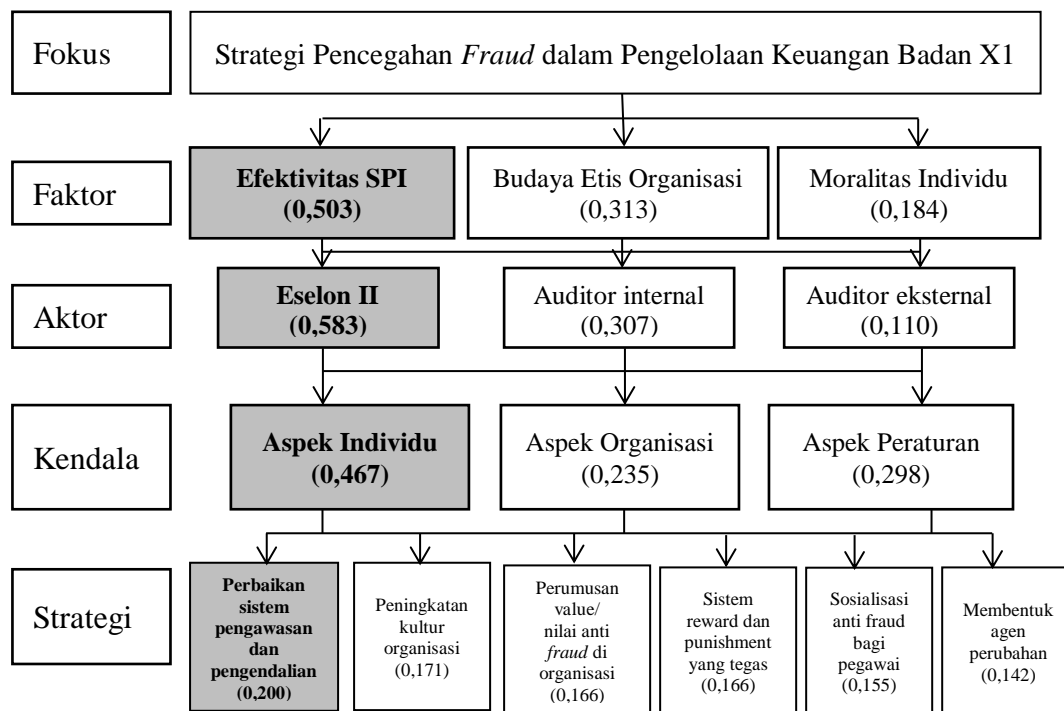 Fokus
Strategi Pencegahan Fraud dalam Pengelolaan Keuangan Badan X1
Faktor
Efektivitas SPI
(0,503)
Budaya Etis Organisasi
(0,313)
Moralitas Individu
(0,184)
Aktor
Eselon II
(0,583)
Auditor internal
(0,307)
Auditor eksternal
(0,110)
Kendala
Aspek Individu
(0,467)
Aspek Organisasi
(0,235)
Aspek Peraturan
(0,298)
Strategi
Perbaikan
sistem
pengawasan
dan
pengendalian
(0,200)
Peningkatan
kultur
organisasi
(0,171)
Perumusan
value/
nilai anti
fraud di
organisasi
(0,166)
Sistem
reward dan
punishment
yang tegas
(0,166)
Sosialisasi
anti fraud
bagi
pegawai
(0,155)
Membentuk
agen
perubahan
(0,142)